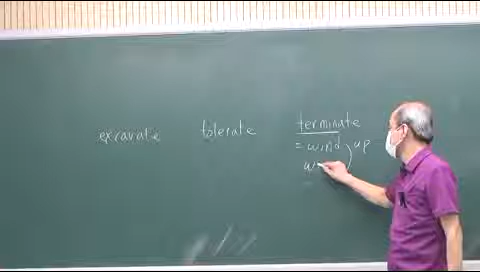 exravate tolerate terminate
= wind ) up
w